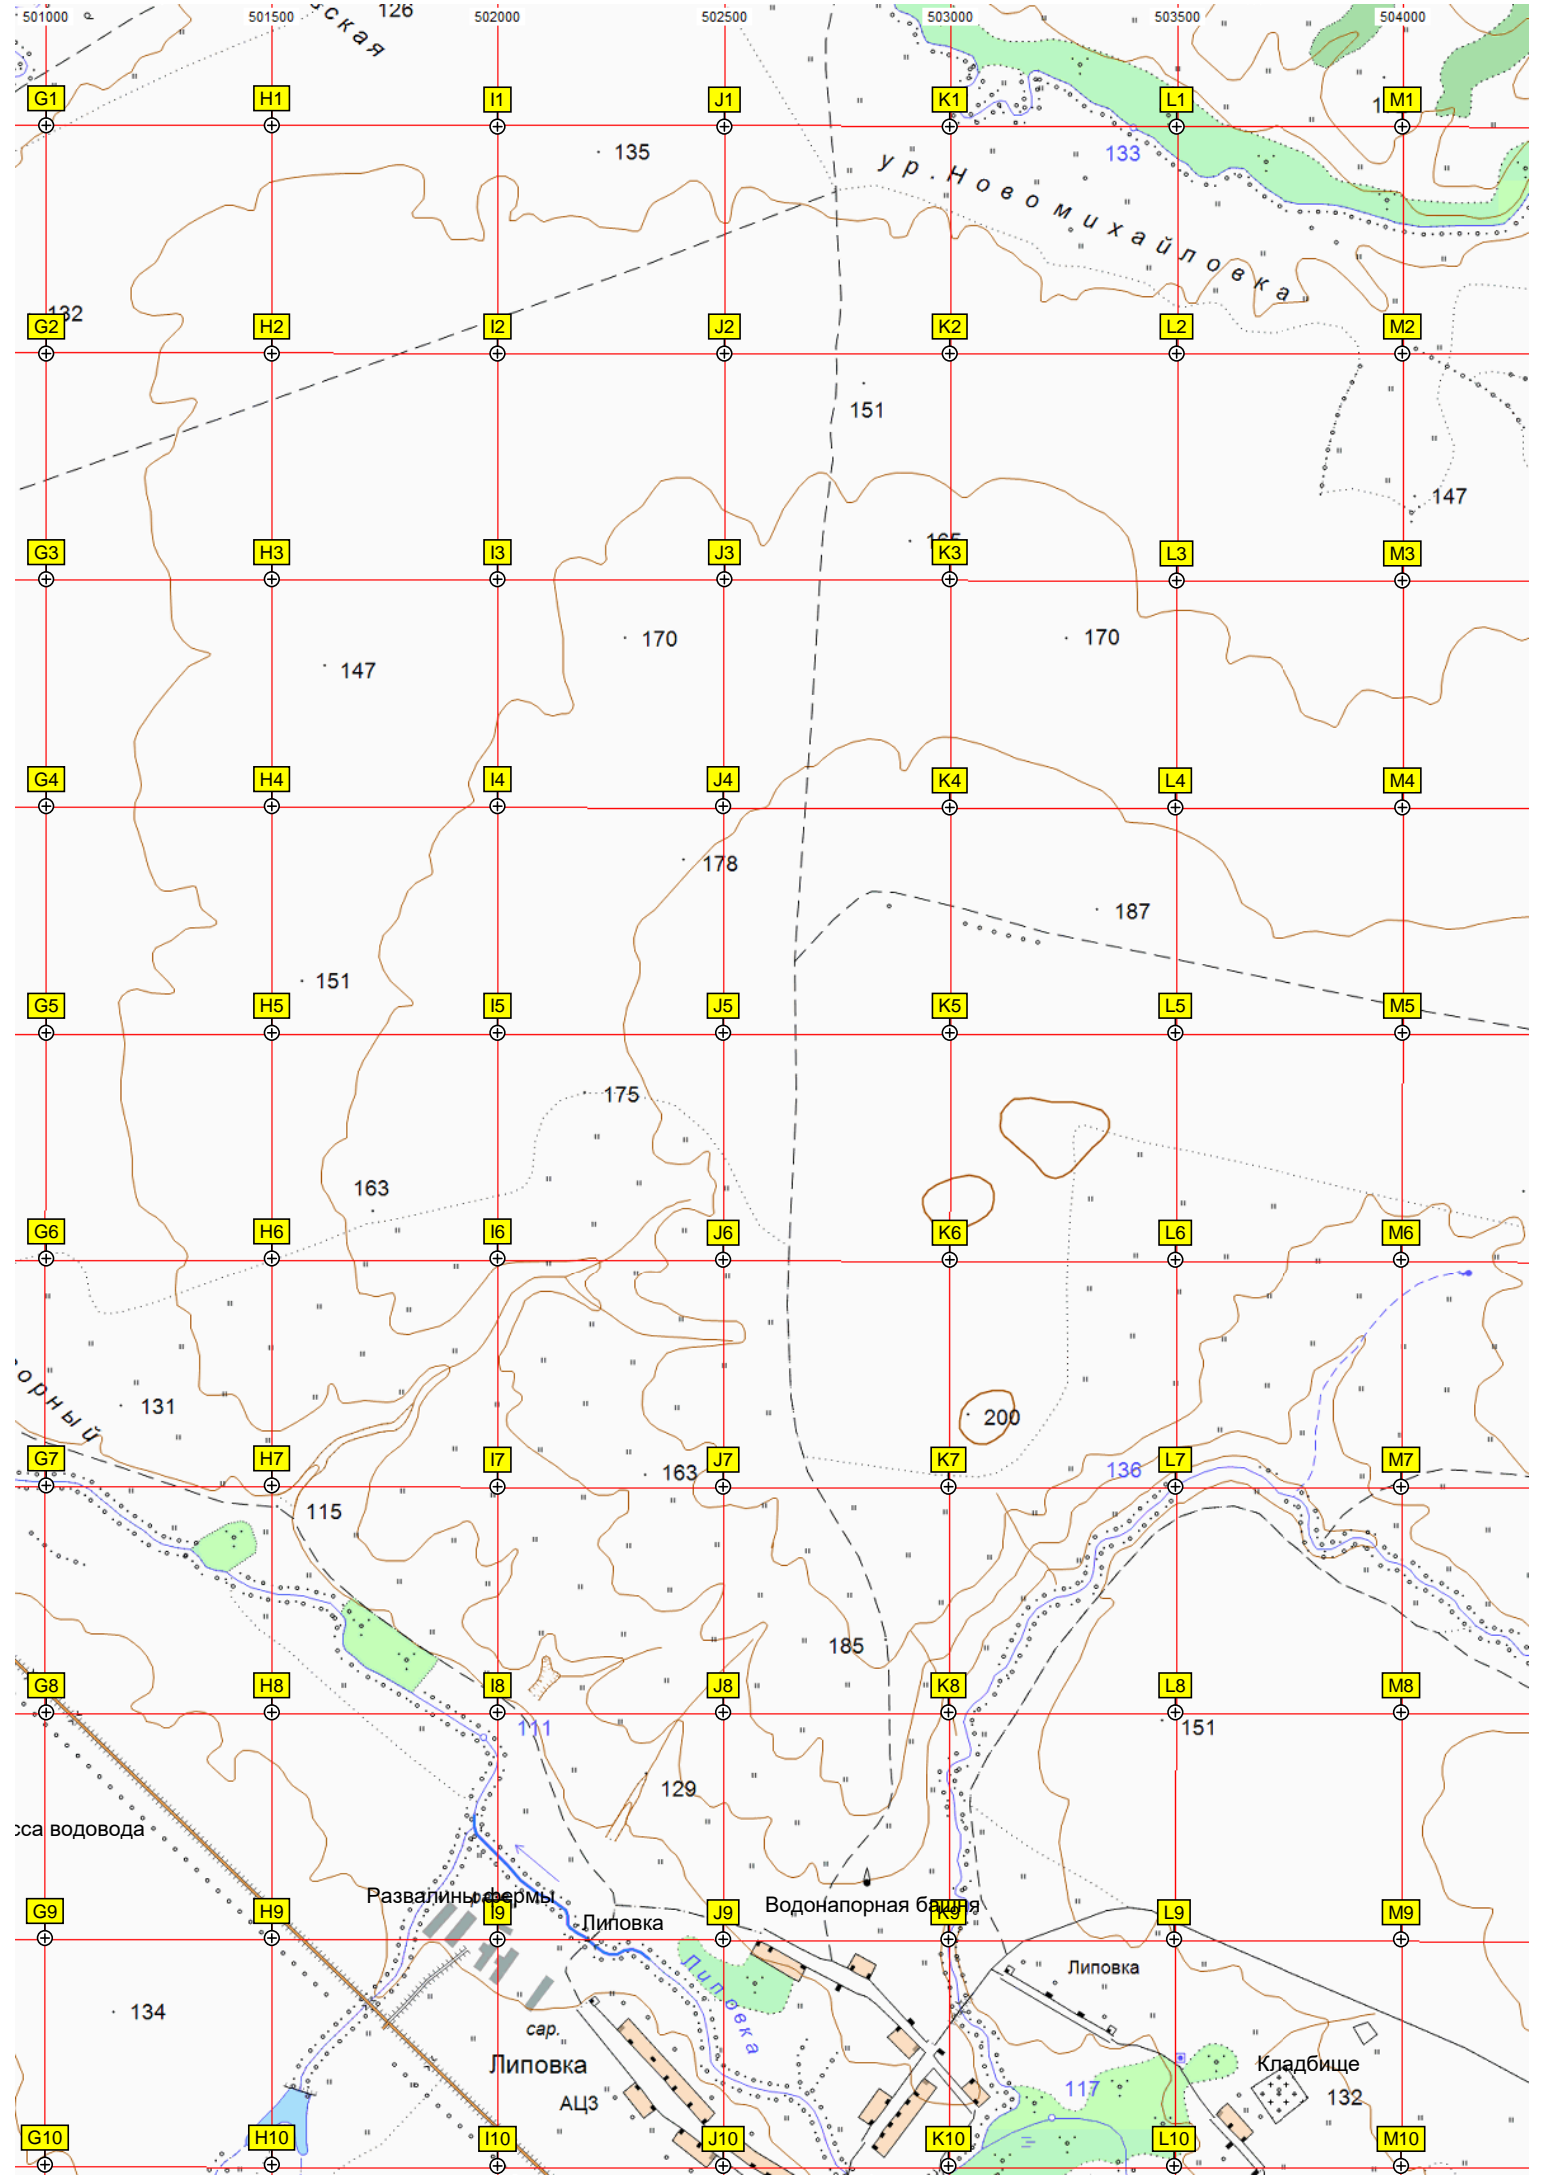 501000 501500 502000 502500 503000 503500 504000
126
ская
G1 H1 I1 J1 K1 L1 M1
135
133
ур. Новомихайловка
132
G2 H2 I2 J2 K2 L2 M2
151
147
165
G3 H3 I3 J3 K3 L3 M3
170
170
147
G4 H4 I4 J4 K4 L4 M4
178
187
151
G5 H5 I5 J5 K5 L5 M5
175
163
G6 H6 I6 J6 K6 L6 M6
орный
131
200
G7 H7 I7 J7 K7 L7 M7
163
136
115
185
G8 H8 I8 J8 K8 L8 M8
111
151
129
сса водовода
Развалины фермы
Водонапорная башня
G9 H9 I9 J9 K9 L9 M9
Липовка
Липовка
Липовка
134
сар.
Липовка
Кладбище
117
132
АЦЗ
G10 H10 I10 J10 K10 L10 M10